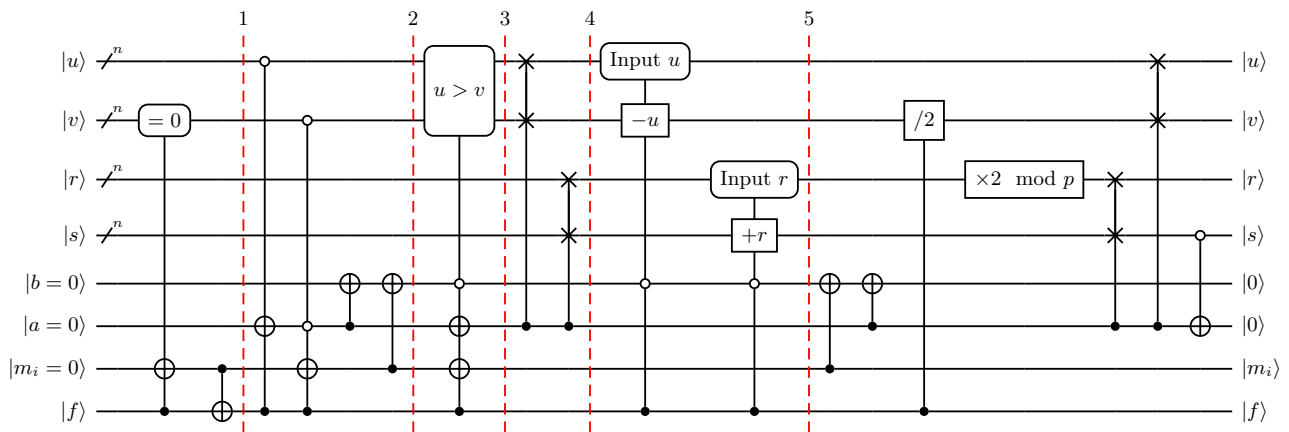 1 2 3 4 5
|u⟩ n Input u |u⟩
u > v
|v⟩ n = 0 −u /2 |v⟩
|r⟩ n Input r ×2 mod p |r⟩
|s⟩ n +r |s⟩
|b = 0⟩ |0⟩
|a = 0⟩ |0⟩
|m_i = 0⟩ |m_i⟩
|f⟩ |f⟩